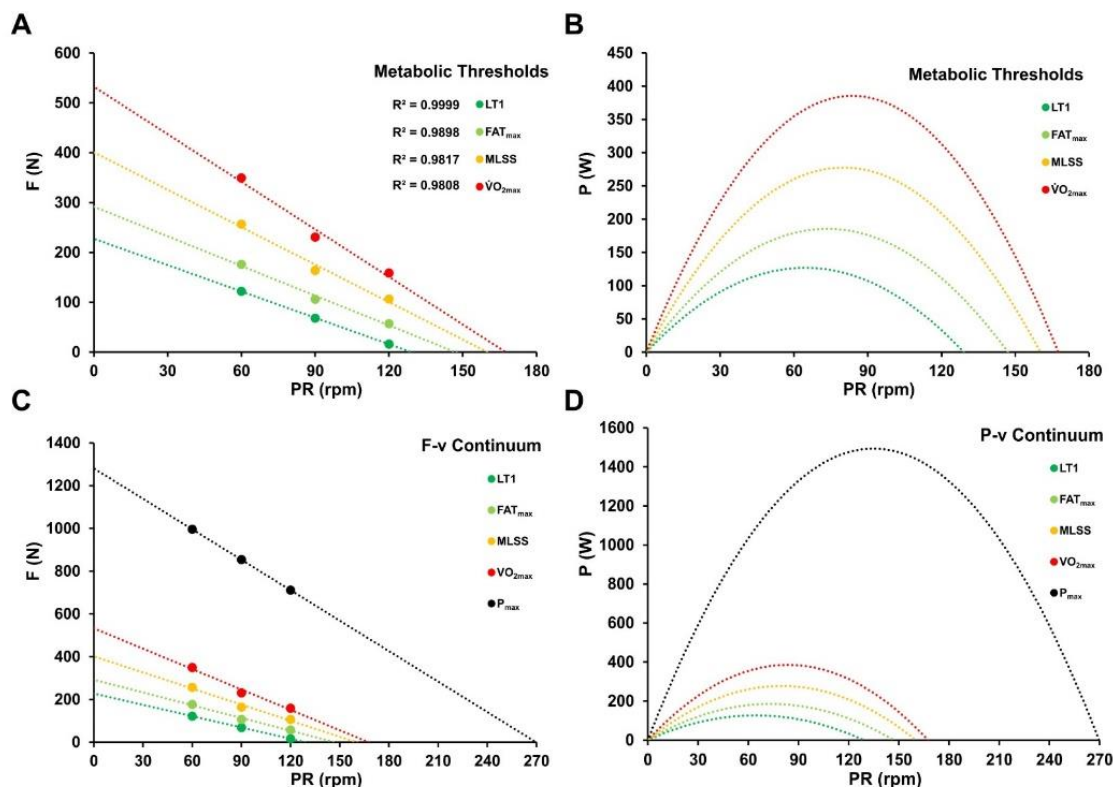 A
F (N)
600
500
400
300
200
100
0
0 30 60 90 120 150 180
PR (rpm)
Metabolic Thresholds
R² = 0.9999 LT1
R² = 0.9898 FATmax
R² = 0.9817 MLSS
R² = 0.9808 V̇O2max
B
P (W)
450
400
350
300
250
200
150
100
50
0
0 30 60 90 120 150 180
PR (rpm)
Metabolic Thresholds
LT1
FATmax
MLSS
V̇O2max
C
F (N)
1400
1200
1000
800
600
400
200
0
0 30 60 90 120 150 180 210 240 270
PR (rpm)
F-v Continuum
LT1
FATmax
MLSS
VO2max
Pmax
D
P (W)
1600
1400
1200
1000
800
600
400
200
0
0 30 60 90 120 150 180 210 240 270
PR (rpm)
P-v Continuum
LT1
FATmax
MLSS
VO2max
Pmax